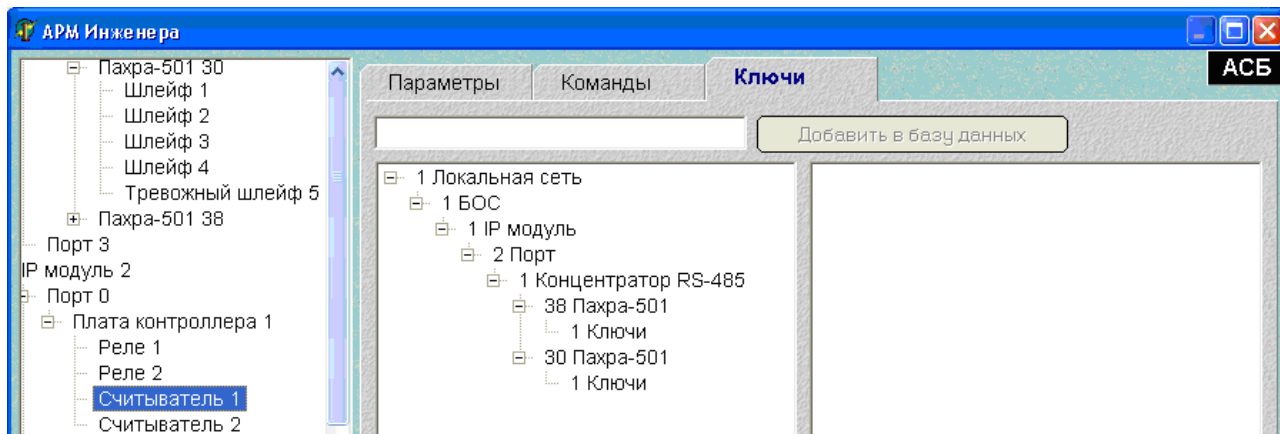 АРМ Инженера
АСБ
Пахра-501 30
Шлейф 1
Шлейф 2
Шлейф 3
Шлейф 4
Тревожный шлейф 5
Пахра-501 38
Порт 3
IP модуль 2
Порт 0
Плата контроллера 1
Реле 1
Реле 2
Считыватель 1
Считыватель 2
Параметры
Команды
Ключи
Добавить в базу данных
1 Локальная сеть
1 БОС
1 IP модуль
2 Порт
1 Концентратор RS-485
38 Пахра-501
1 Ключи
30 Пахра-501
1 Ключи